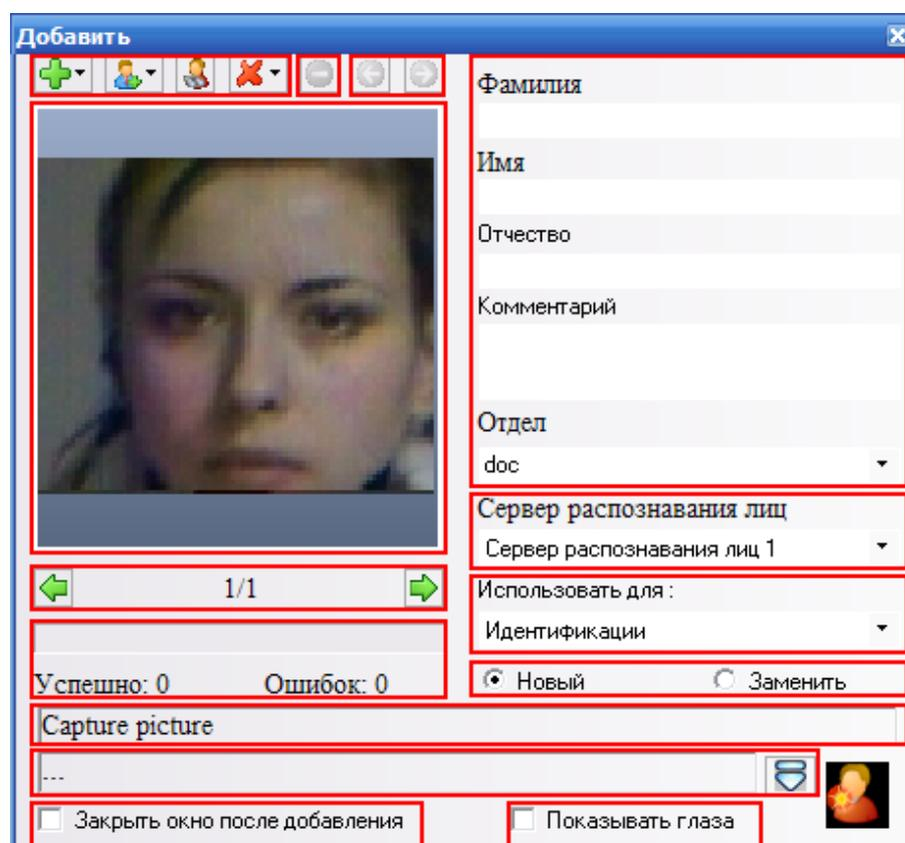 Добавить
Фамилия
Имя
Отчество
Комментарий
Отдел
doc
Сервер распознавания лиц
Сервер распознавания лиц 1
1/1
Использовать для :
Идентификации
Успешно: 0 Ошибок: 0
Новый Заменить
Capture picture
...
Закрыть окно после добавления Показывать глаза